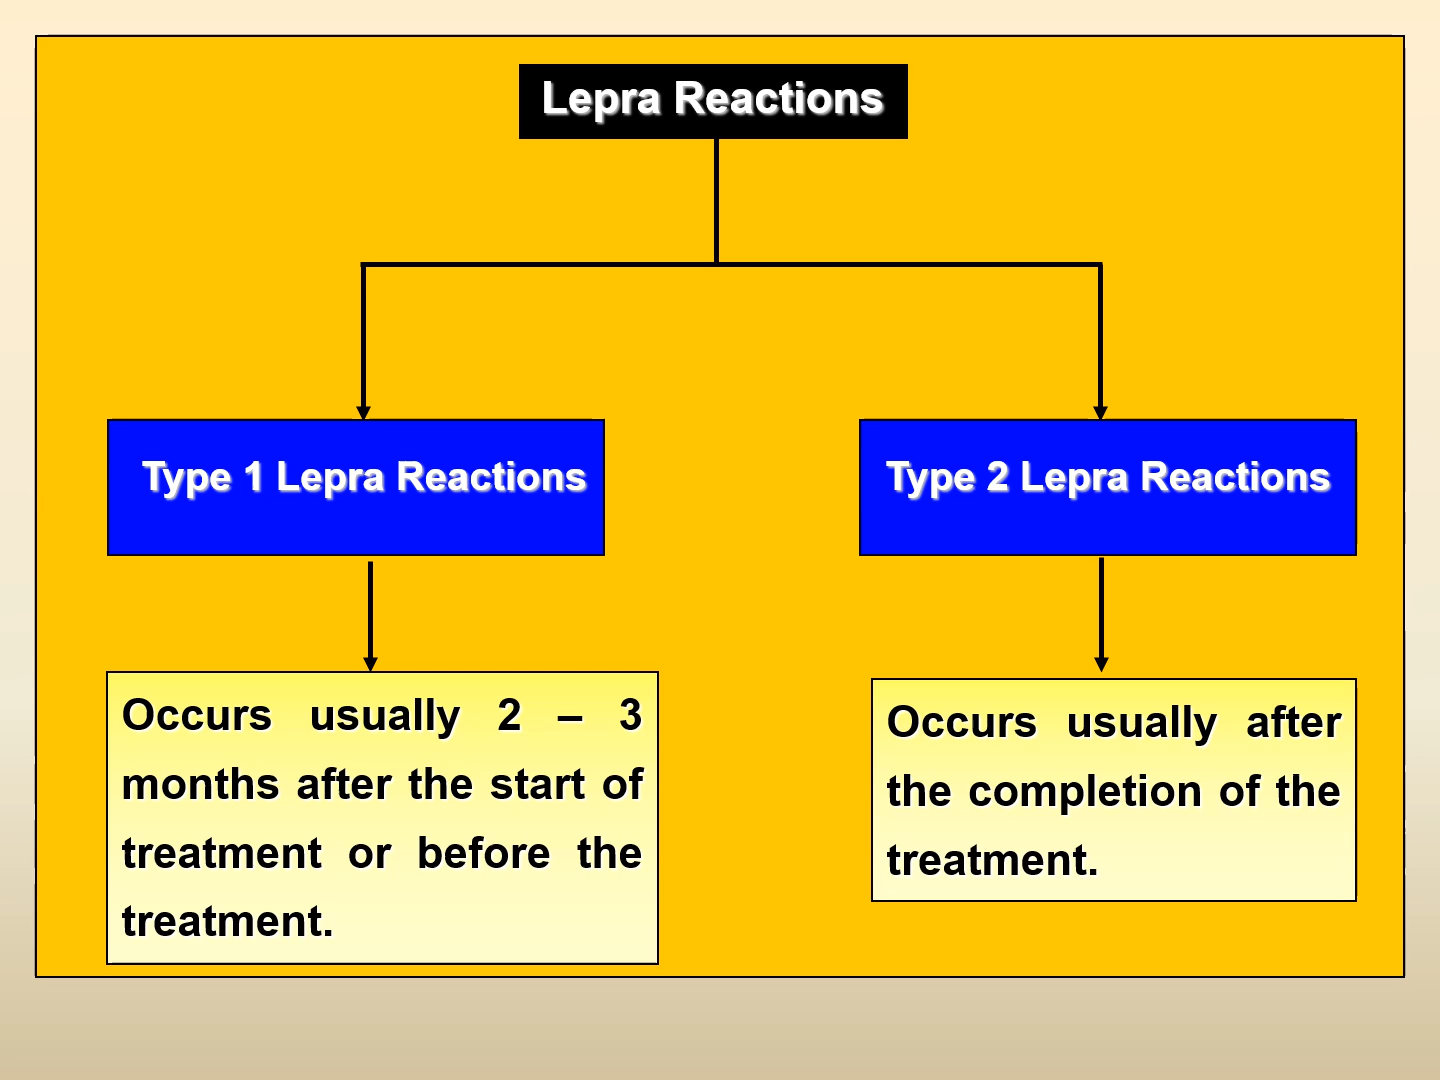 Lepra Reactions
Type 1 Lepra Reactions
Type 2 Lepra Reactions
Occurs usually 2 – 3
months after the start of
treatment or before the
treatment.
Occurs usually after
the completion of the
treatment.